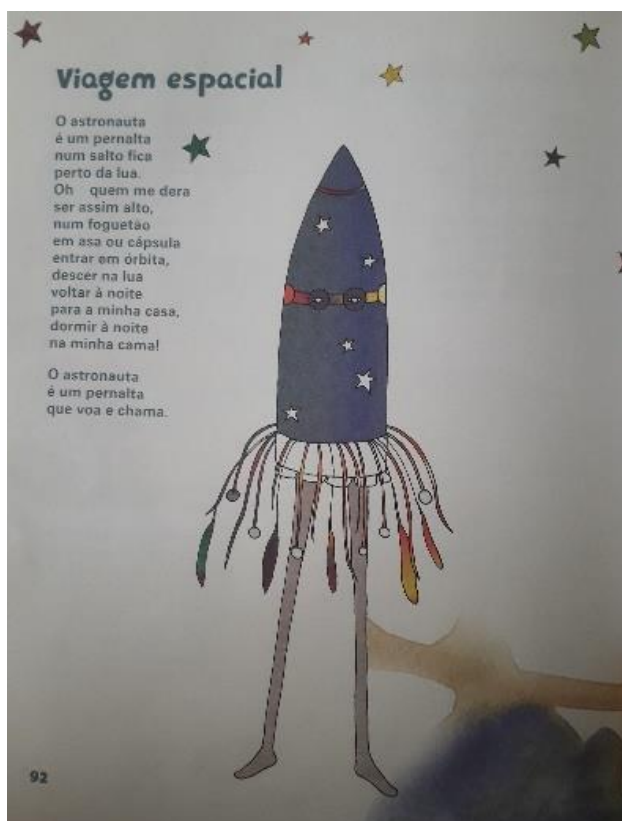 Viagem espacial
O astronauta
é um pernalta
num salto fica
perto da lua.
Oh quem me dera
ser assim alto,
num foguetão
em asa ou cápsula
entrar em órbita,
descer na lua
voltar à noite
para a minha casa,
dormir à noite
na minha cama!
O astronauta
é um pernalta
que voa e chama.
92